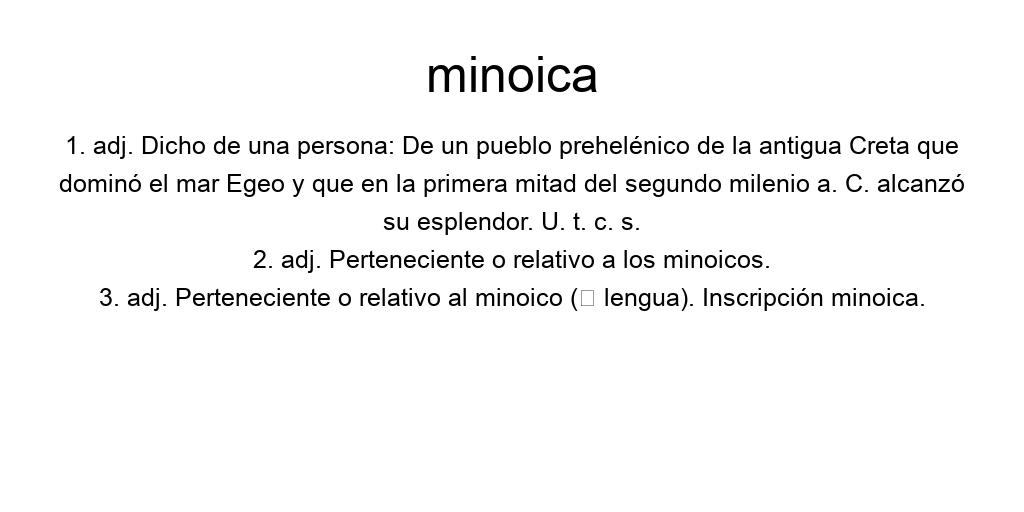 minoica
1. adj. Dicho de una persona: De un pueblo prehelénico de la antigua Creta que
dominó el mar Egeo y que en la primera mitad del segundo milenio a. C. alcanzó
su esplendor. U. t. c. s.
2. adj. Perteneciente o relativo a los minoicos.
3. adj. Perteneciente o relativo al minoico (□ lengua). Inscripción minoica.